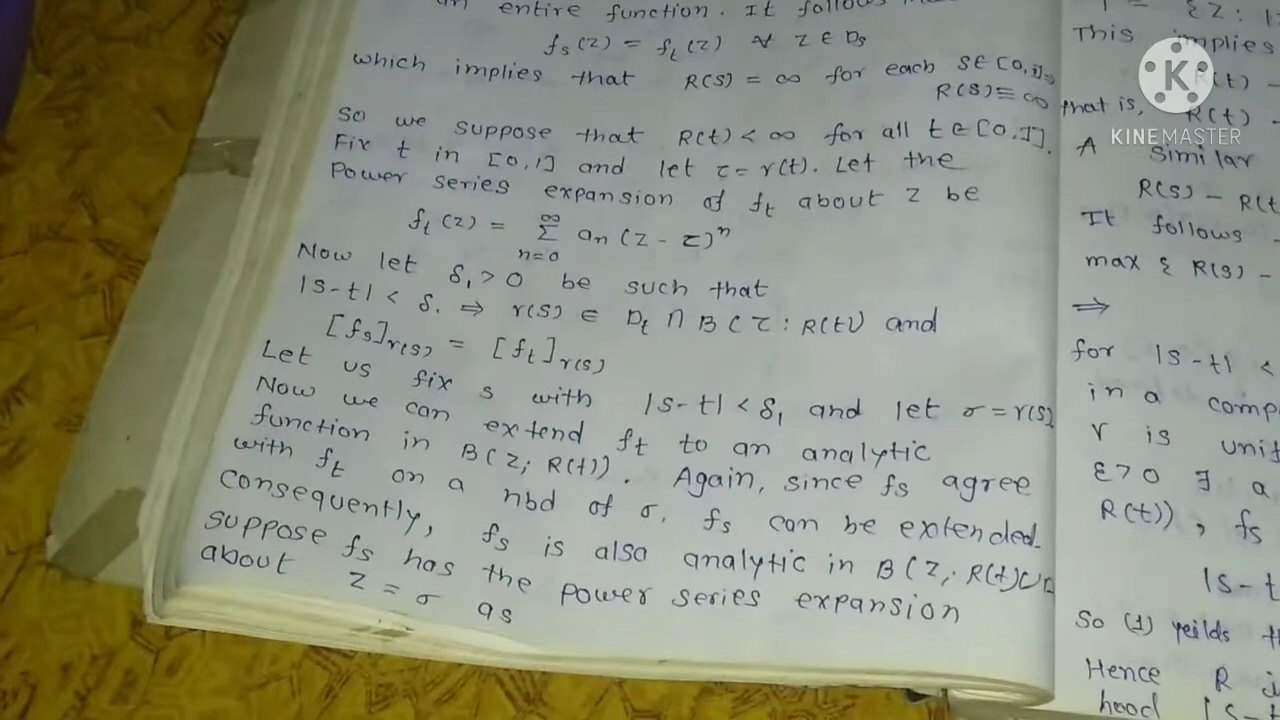 an entire function. It follows
fs(z) = ft(z) ∀ z ∈ Ds
which implies that R(s) = ∞ for each s∈[0,1],
R(s) ≡ ∞
So we suppose that R(t) < ∞ for all t∈[0,1].
Fix t in [0,1] and let τ = r(t). Let the
Power series expansion of ft about z be
ft(z) = ∞ Σ n=0 an (z - τ)ⁿ
Now let δ₁ > 0 be such that
|s-t| < δ₁ ⇒ r(s) ∈ Dt ∩ B(τ : R(t)) and
[fs]r(s) = [ft]r(s)
Let us fix s with |s-t| < δ₁ and let σ = r(s)
Now we can extend ft to an analytic
function in B(z; R(t)). Again, since fs agree
with ft on a nbd of σ, fs can be extended.
Consequently, fs is also analytic in B(z; R(t)∪
suppose fs has the power series expansion
about z = σ as
{z :
This implies
R(t) -
that is, R(t) -
A similar
R(s) - R(t
It follows
max { R(s) -
⇒
for |s-t| <
in a comp
r is unif
ε > 0 ∃ a
R(t)), fs
|s-t
So (1) yeilds th
Hence R i
hood |s-t
K
KINEMASTER